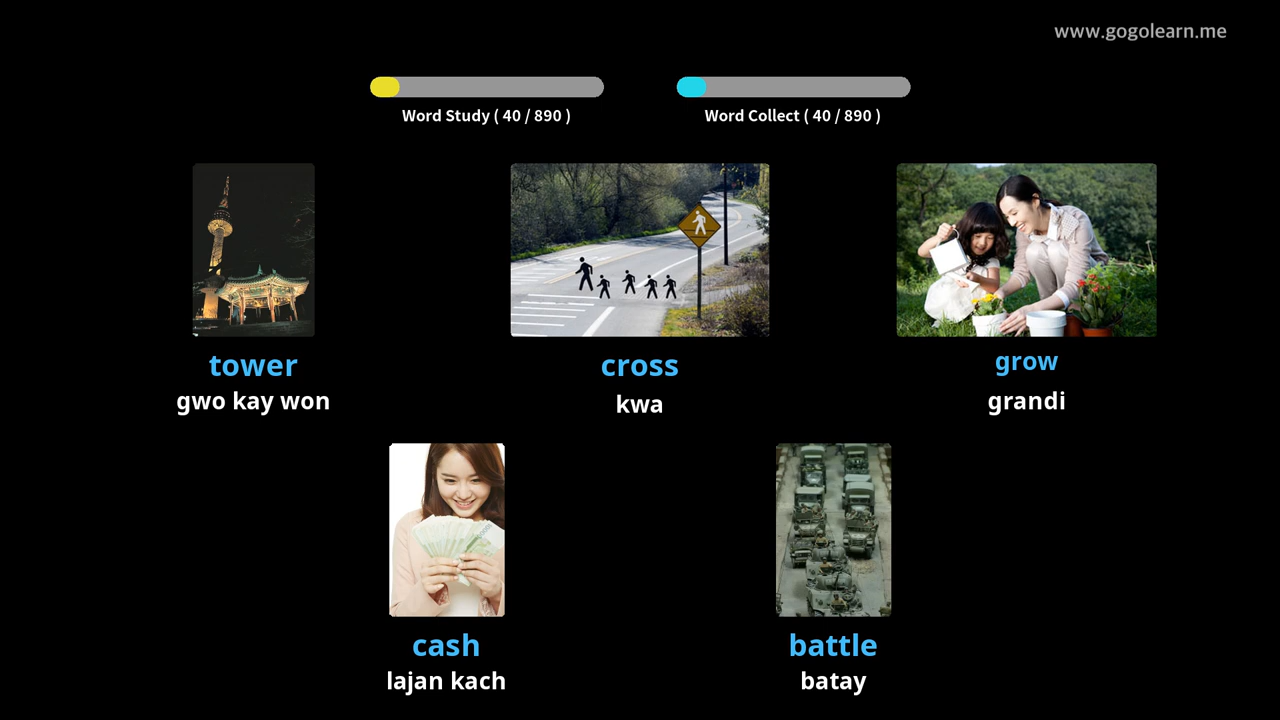 www.gogolearn.me
Word Study ( 40 / 890 )
Word Collect ( 40 / 890 )
tower
gwo kay won
cross
kwa
grow
grandi
cash
lajan kach
battle
batay